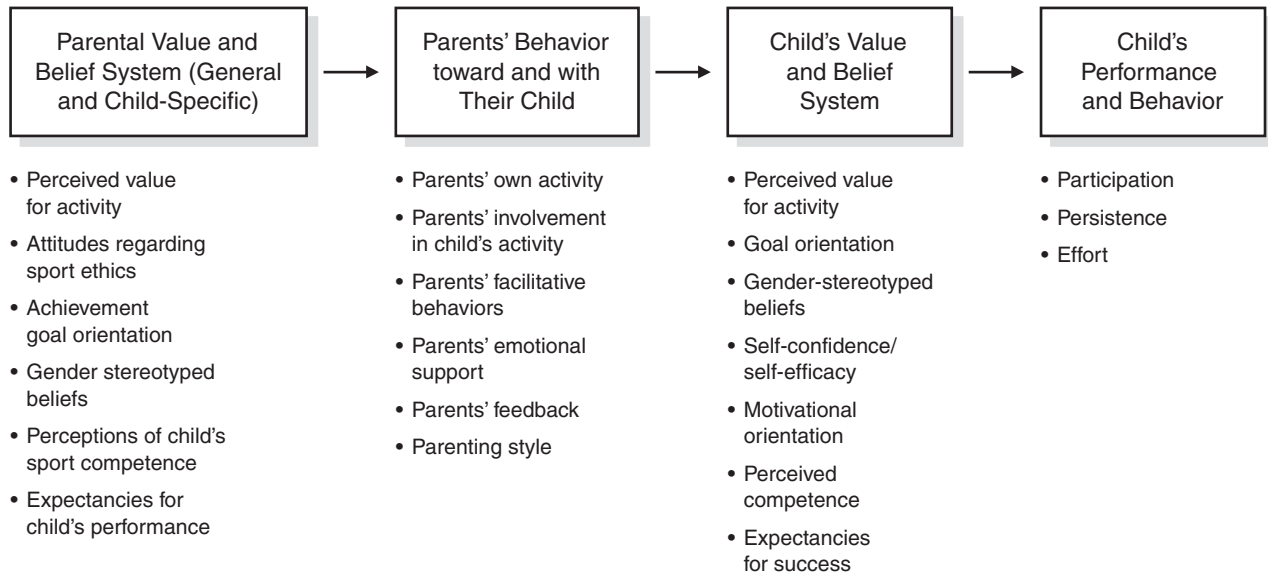 Parental Value and
Belief System (General
and Child-Specific)
Parents’ Behavior
toward and with
Their Child
Child’s Value
and Belief
System
Child’s
Performance
and Behavior
• Perceived value
for activity
• Attitudes regarding
sport ethics
• Achievement
goal orientation
• Gender stereotyped
beliefs
• Perceptions of child’s
sport competence
• Expectancies for
child’s performance
• Parents’ own activity
• Parents’ involvement
in child’s activity
• Parents’ facilitative
behaviors
• Parents’ emotional
support
• Parents’ feedback
• Parenting style
• Perceived value
for activity
• Goal orientation
• Gender-stereotyped
beliefs
• Self-confidence/
self-efficacy
• Motivational
orientation
• Perceived
competence
• Expectancies
for success
• Participation
• Persistence
• Effort